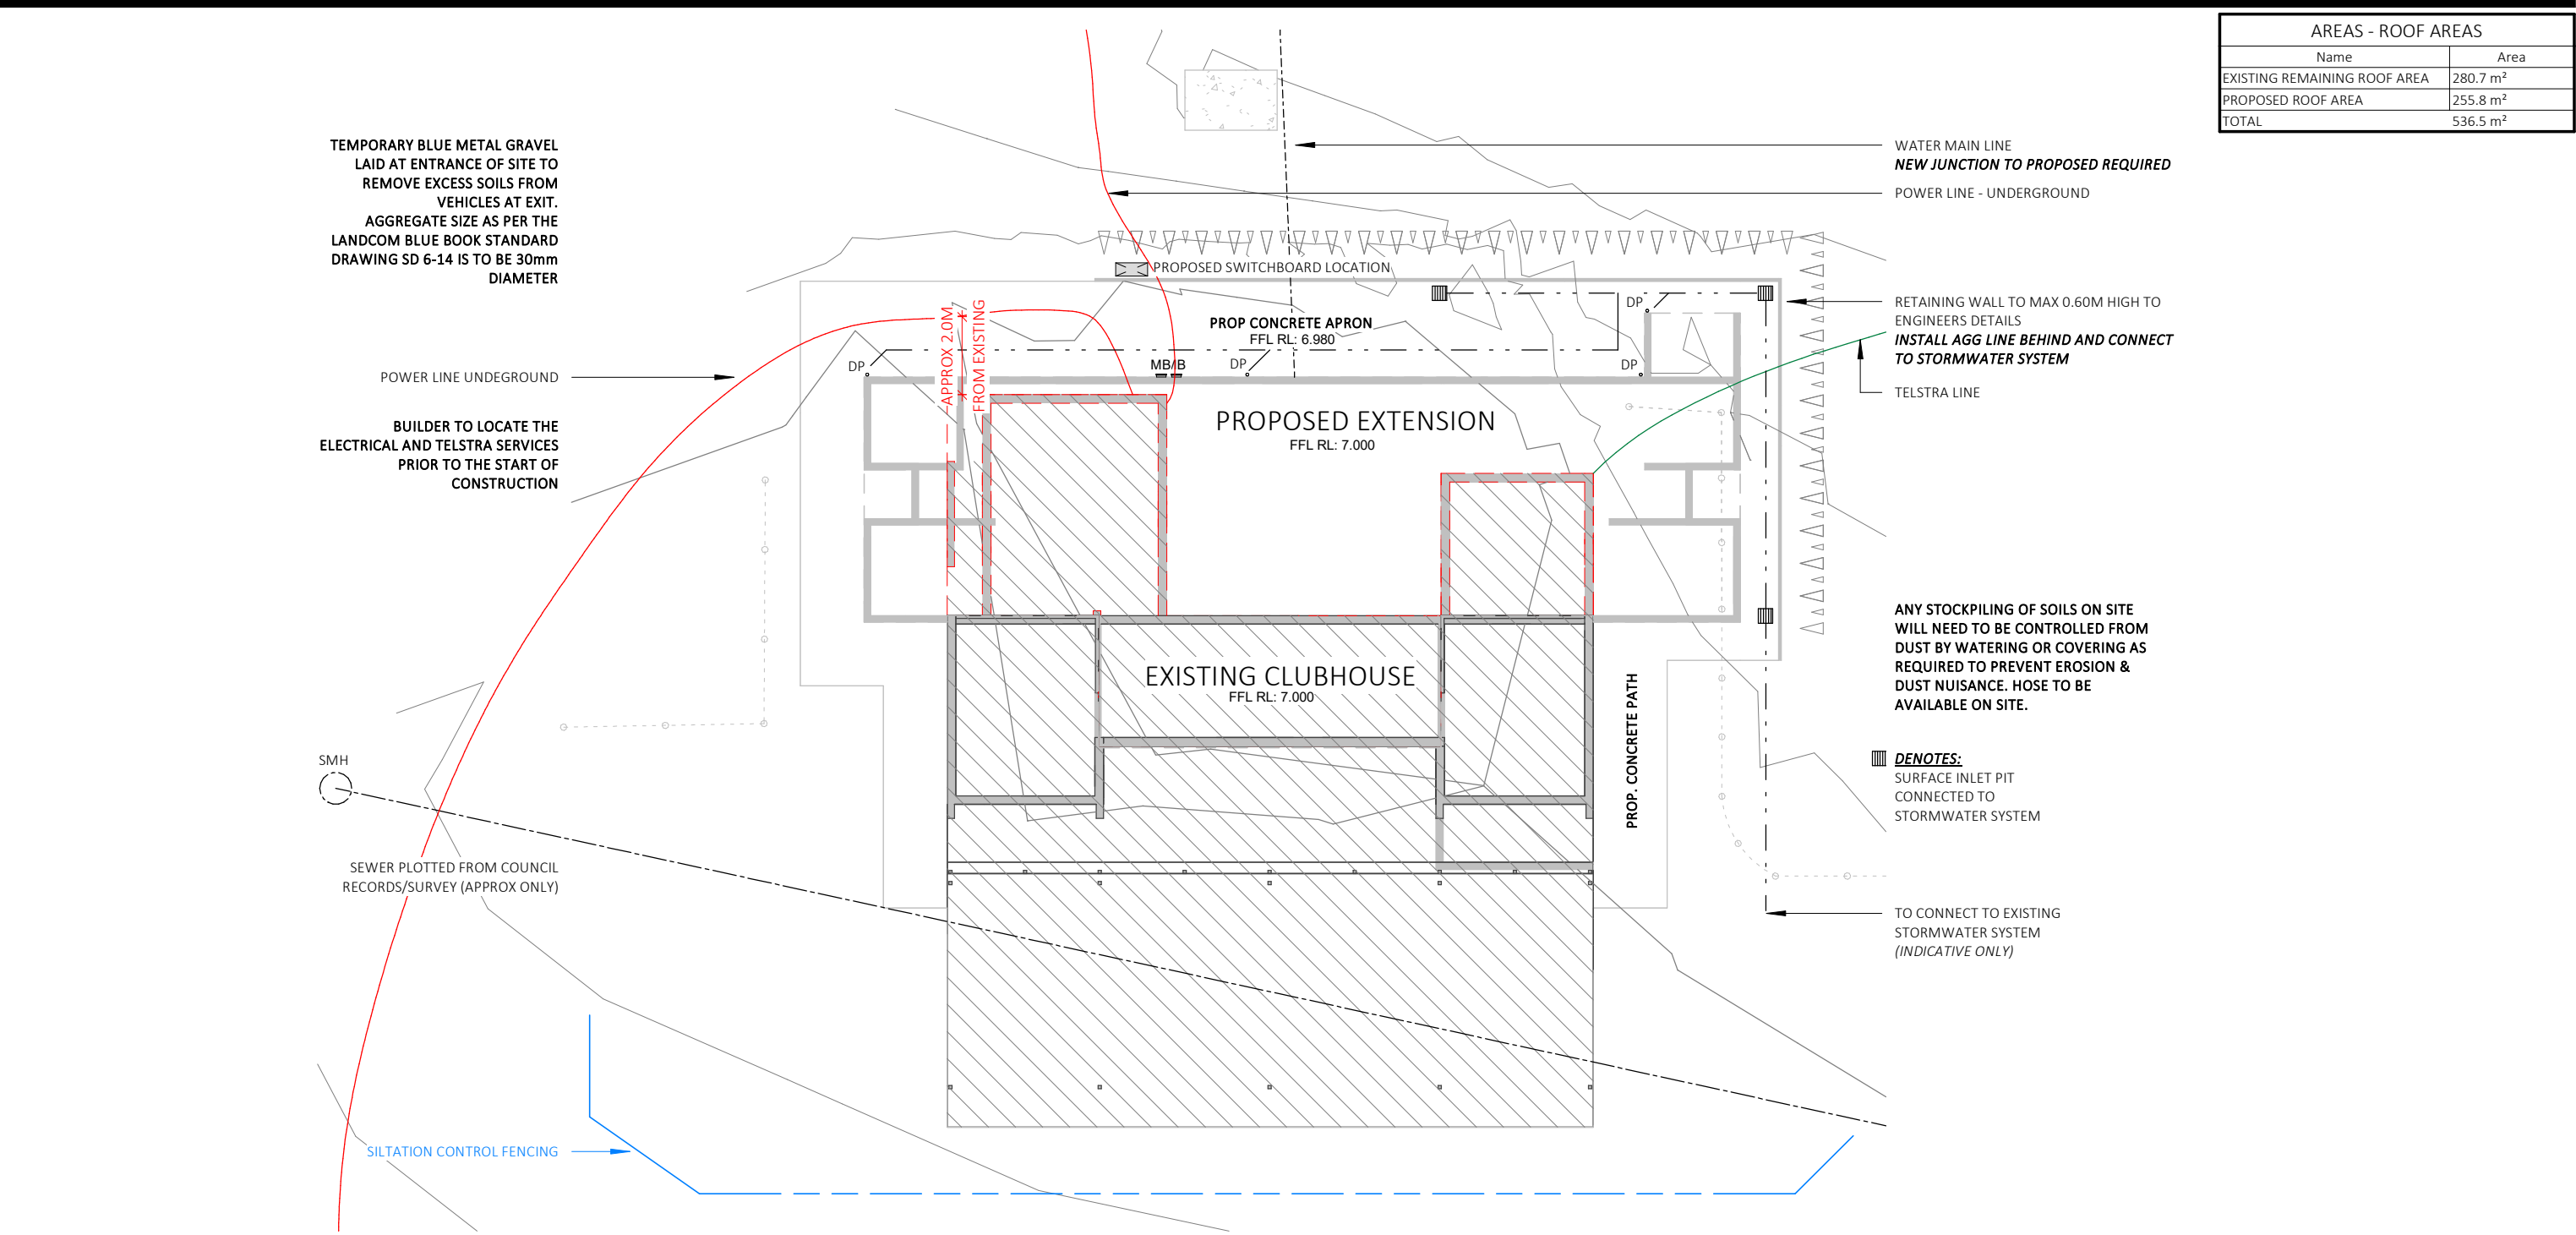 AREAS - ROOF AREAS
Name Area
EXISTING REMAINING ROOF AREA 280.7 m²
PROPOSED ROOF AREA 255.8 m²
TOTAL 536.5 m²
TEMPORARY BLUE METAL GRAVEL
LAID AT ENTRANCE OF SITE TO
REMOVE EXCESS SOILS FROM
VEHICLES AT EXIT.
AGGREGATE SIZE AS PER THE
LANDCOM BLUE BOOK STANDARD
DRAWING SD 6-14 IS TO BE 30mm
DIAMETER
POWER LINE UNDEGROUND
BUILDER TO LOCATE THE
ELECTRICAL AND TELSTRA SERVICES
PRIOR TO THE START OF
CONSTRUCTION
SMH
SEWER PLOTTED FROM COUNCIL
RECORDS/SURVEY (APPROX ONLY)
SILTATION CONTROL FENCING
PROPOSED SWITCHBOARD LOCATION
APPROX 2.0M
FROM EXISTING
PROP CONCRETE APRON
FFL RL: 6.980
DP
DP
MB/B
DP
DP
PROPOSED EXTENSION
FFL RL: 7.000
EXISTING CLUBHOUSE
FFL RL: 7.000
PROP. CONCRETE PATH
WATER MAIN LINE
NEW JUNCTION TO PROPOSED REQUIRED
POWER LINE - UNDERGROUND
RETAINING WALL TO MAX 0.60M HIGH TO
ENGINEERS DETAILS
INSTALL AGG LINE BEHIND AND CONNECT
TO STORMWATER SYSTEM
TELSTRA LINE
ANY STOCKPILING OF SOILS ON SITE
WILL NEED TO BE CONTROLLED FROM
DUST BY WATERING OR COVERING AS
REQUIRED TO PREVENT EROSION &
DUST NUISANCE. HOSE TO BE
AVAILABLE ON SITE.
DENOTES:
SURFACE INLET PIT
CONNECTED TO
STORMWATER SYSTEM
TO CONNECT TO EXISTING
STORMWATER SYSTEM
(INDICATIVE ONLY)